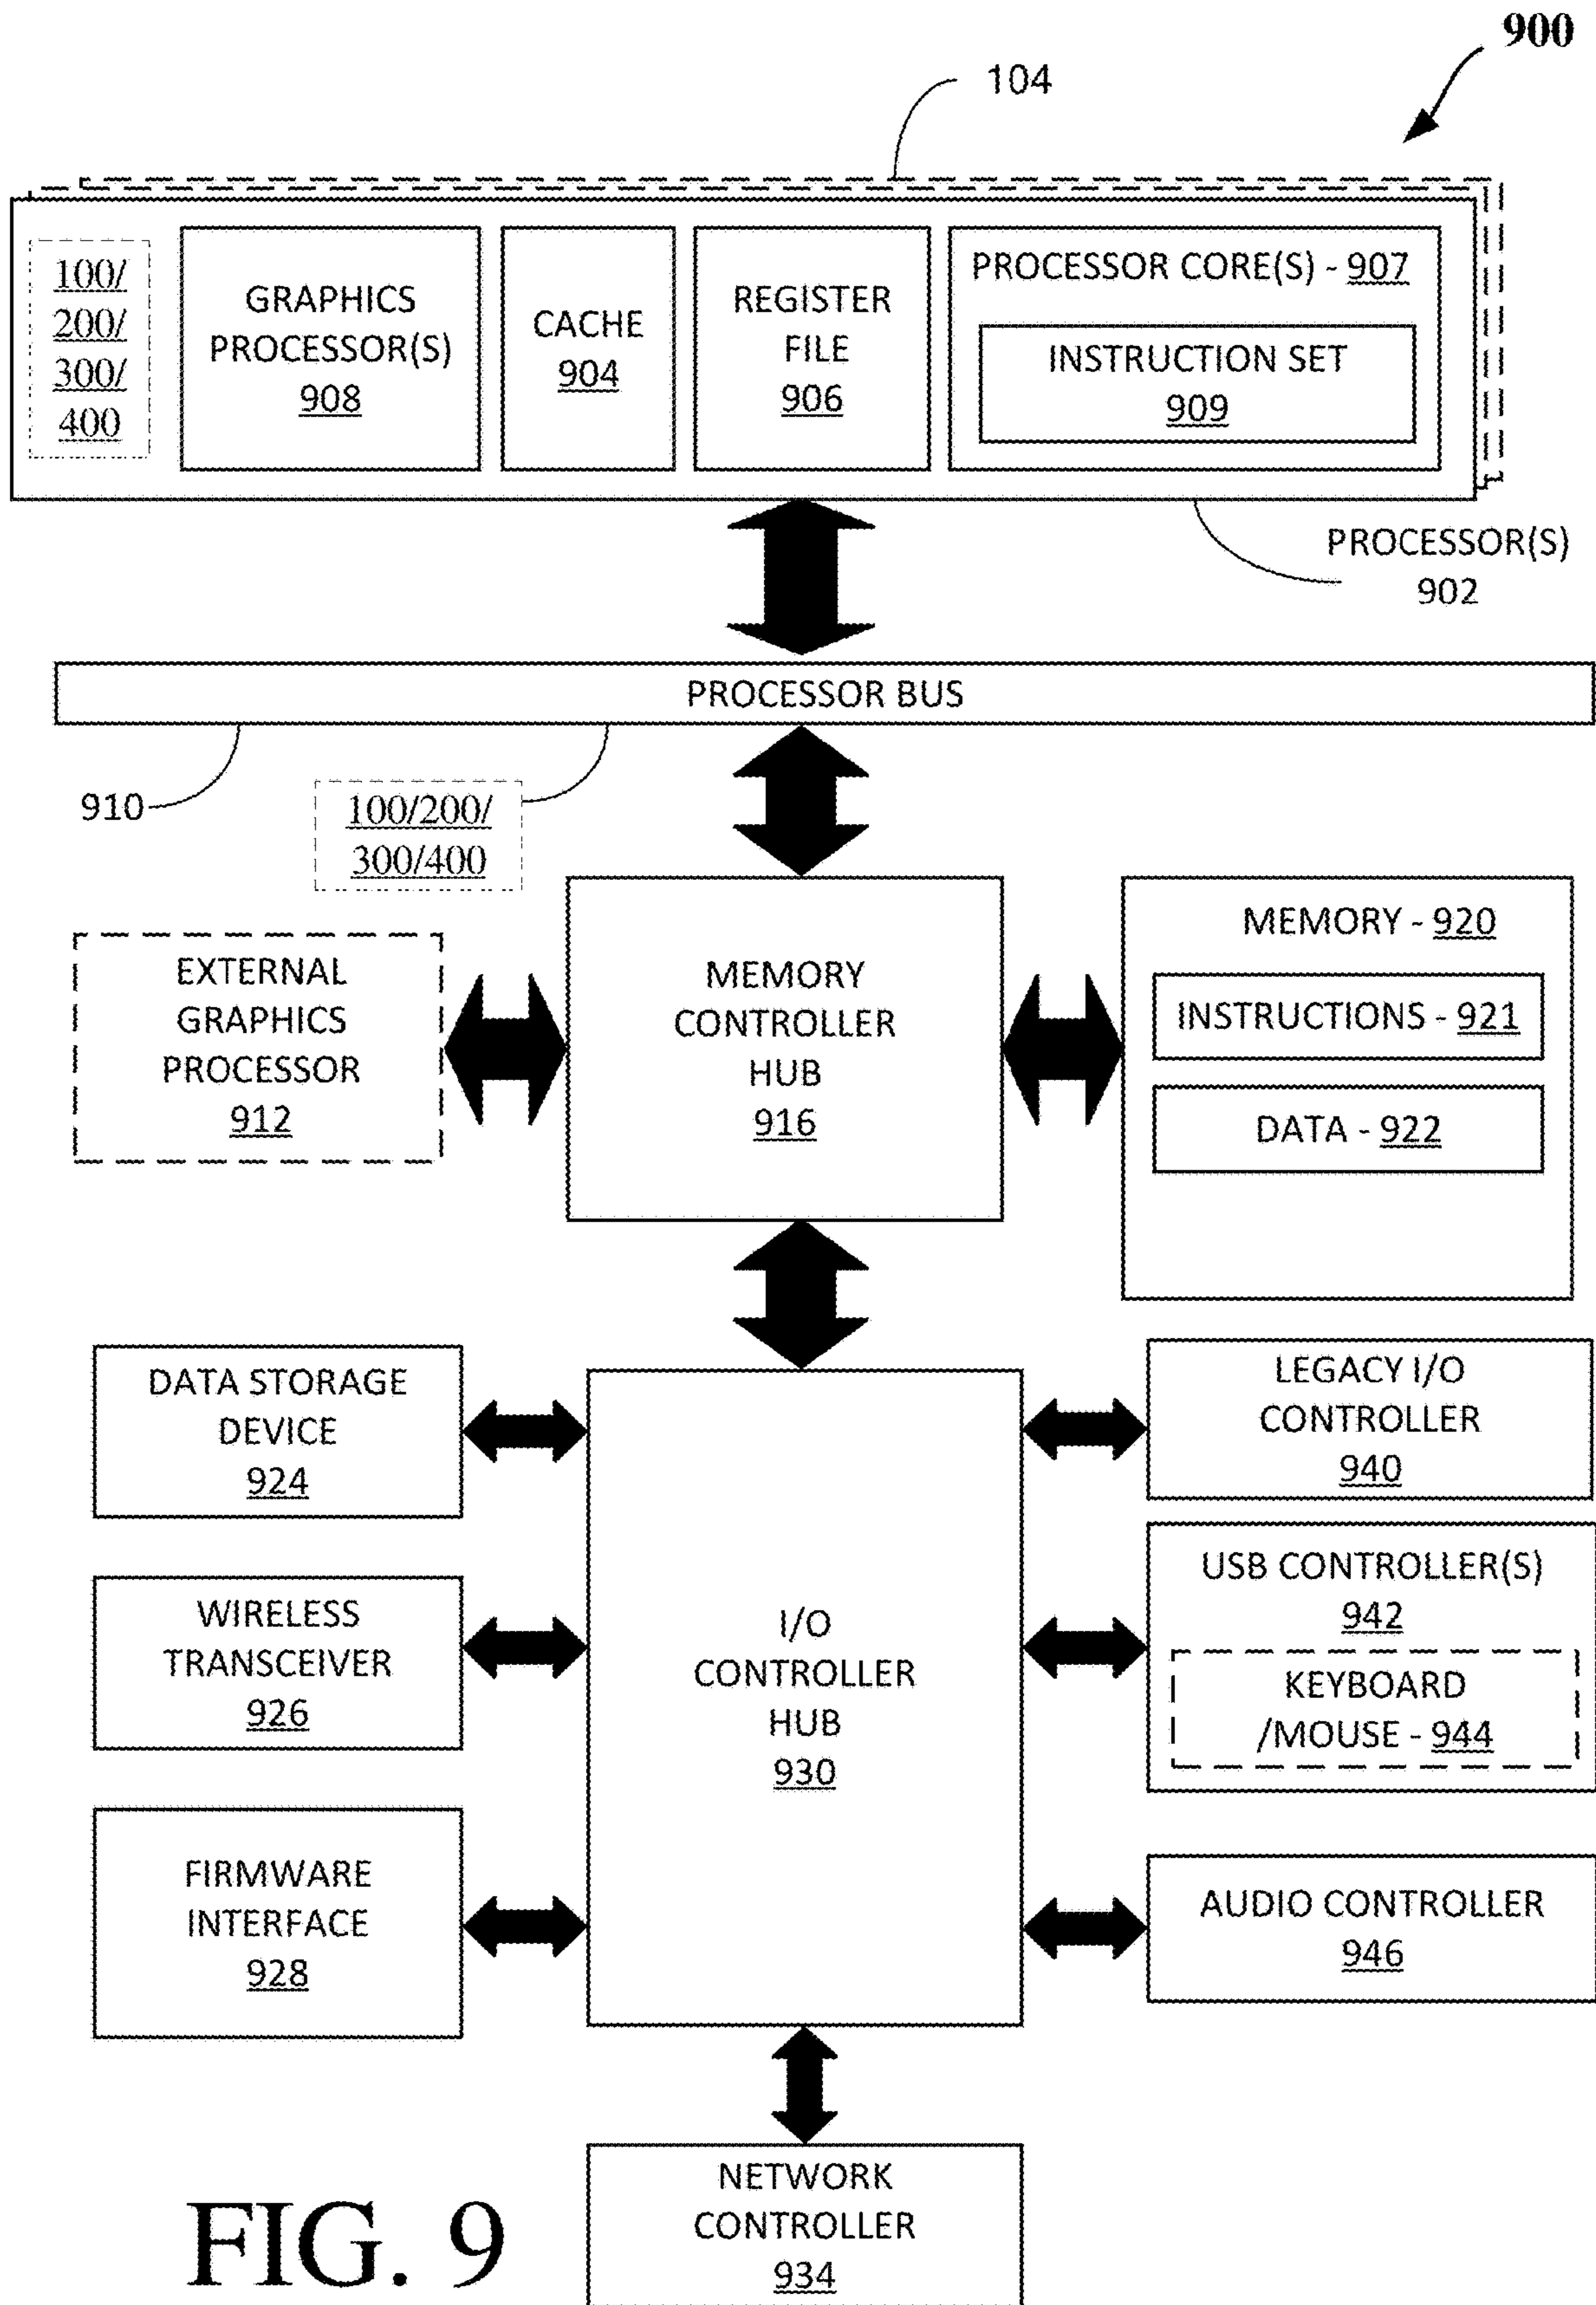 900
104
100/
200/
300/
400
GRAPHICS
PROCESSOR(S)
908
CACHE
904
REGISTER
FILE
906
PROCESSOR CORE(S) - 907
INSTRUCTION SET
909
PROCESSOR(S)
902
PROCESSOR BUS
910
100/200/
300/400
EXTERNAL
GRAPHICS
PROCESSOR
912
MEMORY
CONTROLLER
HUB
916
MEMORY - 920
INSTRUCTIONS - 921
DATA - 922
DATA STORAGE
DEVICE
924
WIRELESS
TRANSCEIVER
926
FIRMWARE
INTERFACE
928
I/O
CONTROLLER
HUB
930
LEGACY I/O
CONTROLLER
940
USB CONTROLLER(S)
942
KEYBOARD
/MOUSE - 944
AUDIO CONTROLLER
946
NETWORK
CONTROLLER
934
FIG. 9